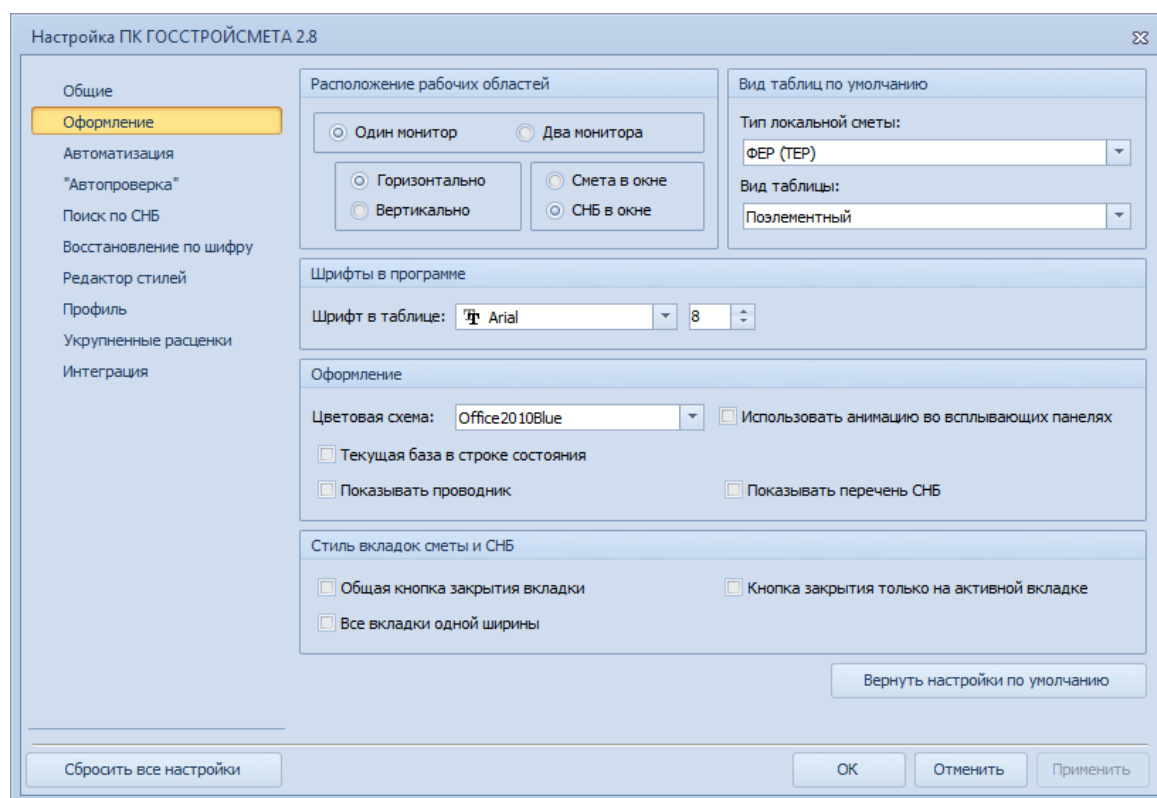 Настройка ПК ГОССТРОЙСМЕТА 2.8
Общие
Оформление
Автоматизация
"Автопроверка"
Поиск по СНБ
Восстановление по шифру
Редактор стилей
Профиль
Укрупненные расценки
Интеграция
Расположение рабочих областей
Один монитор
Два монитора
Горизонтально
Вертикально
Смета в окне
СНБ в окне
Вид таблиц по умолчанию
Тип локальной сметы:
ФЕР (ТЕР)
Вид таблицы:
Поэлементный
Шрифты в программе
Шрифт в таблице: Arial 8
Оформление
Цветовая схема: Office2010Blue
Использовать анимацию во всплывающих панелях
Текущая база в строке состояния
Показывать проводник
Показывать перечень СНБ
Стиль вкладок сметы и СНБ
Общая кнопка закрытия вкладки
Кнопка закрытия только на активной вкладке
Все вкладки одной ширины
Вернуть настройки по умолчанию
Сбросить все настройки
ОК
Отменить
Применить